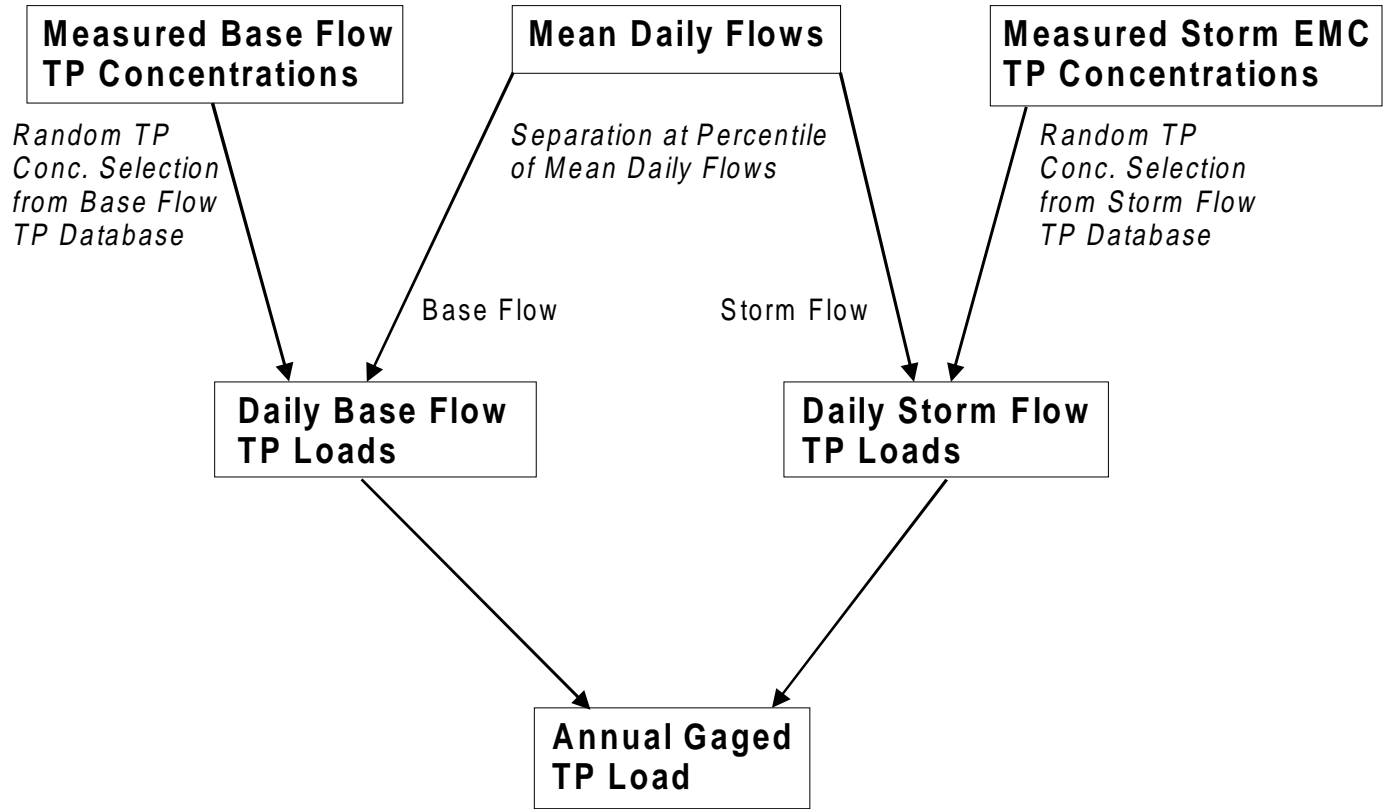 Measured Base Flow
TP Concentrations
Mean Daily Flows
Measured Storm EMC
TP Concentrations
Random TP
Conc. Selection
from Base Flow
TP Database
Separation at Percentile
of Mean Daily Flows
Random TP
Conc. Selection
from Storm Flow
TP Database
Base Flow
Storm Flow
Daily Base Flow
TP Loads
Daily Storm Flow
TP Loads
Annual Gaged
TP Load